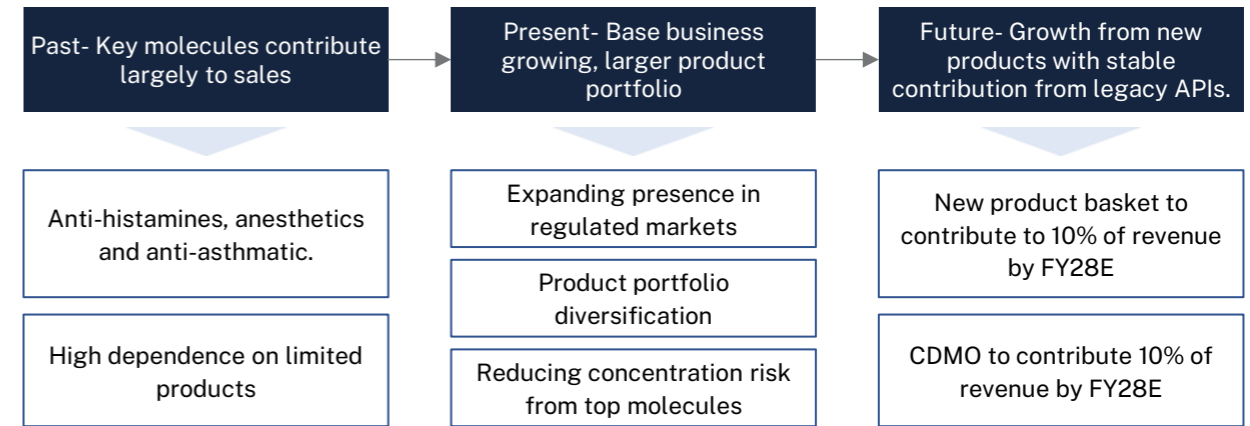 Past- Key molecules contribute
largely to sales
Anti-histamines, anesthetics
and anti-asthmatic.
High dependence on limited
products
Present- Base business
growing, larger product
portfolio
Expanding presence in
regulated markets
Product portfolio
diversification
Reducing concentration risk
from top molecules
Future- Growth from new
products with stable
contribution from legacy APIs.
New product basket to
contribute to 10% of revenue
by FY28E
CDMO to contribute 10% of
revenue by FY28E